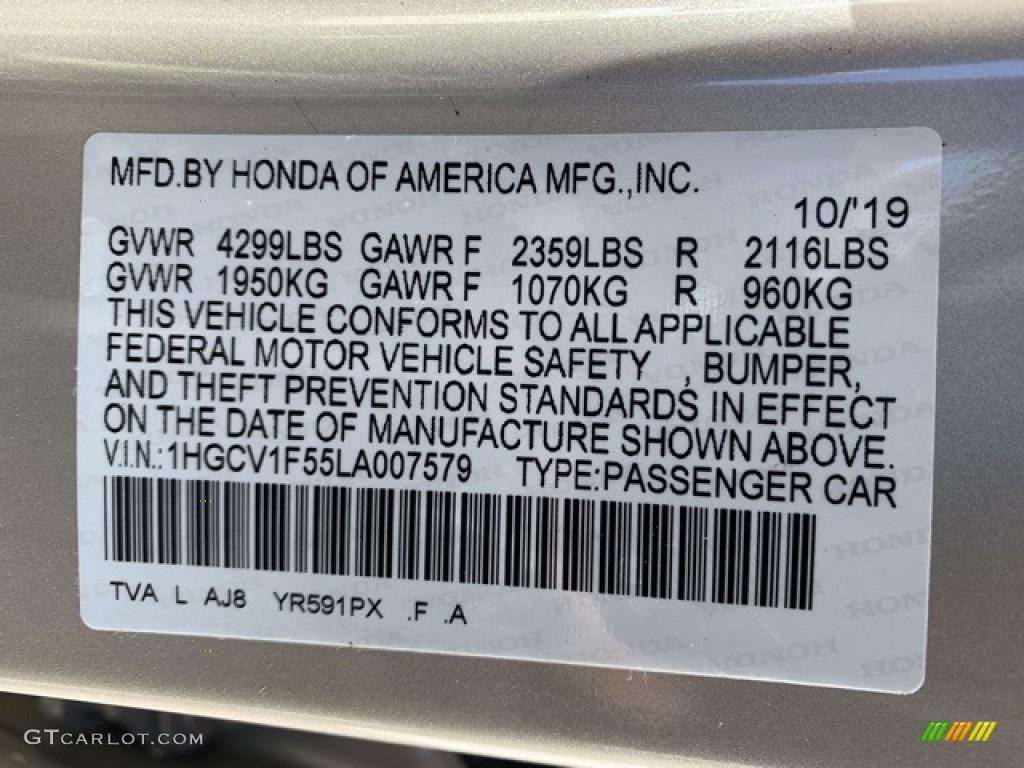 MFD.BY HONDA OF AMERICA MFG.,INC.
10/'19
GVWR 4299LBS GAWR F 2359LBS R 2116LBS
GVWR 1950KG GAWR F 1070KG R 960KG
THIS VEHICLE CONFORMS TO ALL APPLICABLE
FEDERAL MOTOR VEHICLE SAFETY , BUMPER,
AND THEFT PREVENTION STANDARDS IN EFFECT
ON THE DATE OF MANUFACTURE SHOWN ABOVE.
V.I.N.:1HGCV1F55LA007579 TYPE:PASSENGER CAR
TVA L AJ8 YR591PX .F .A
GTCARLOT.COM